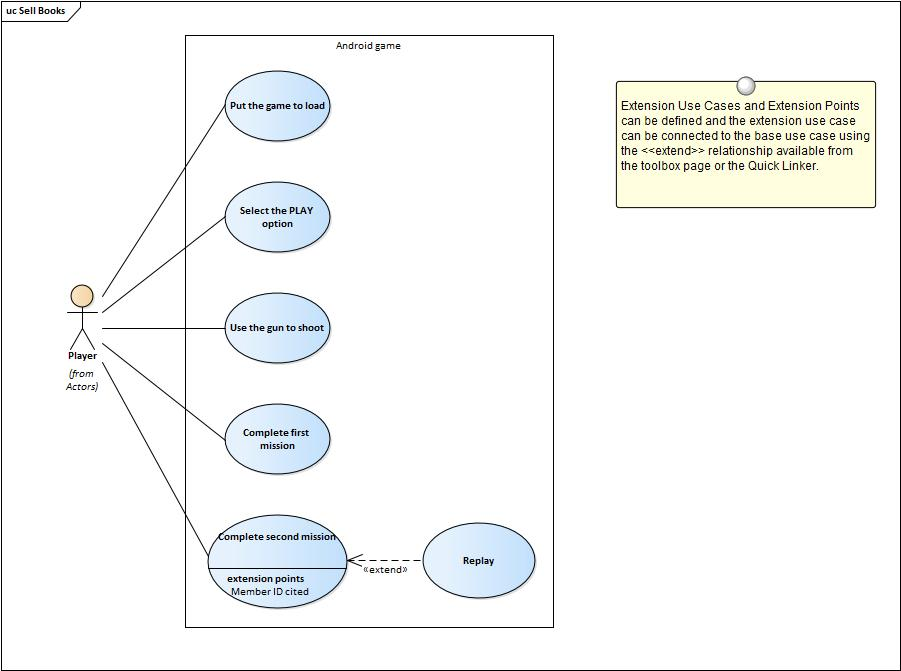 uc Sell Books
Android game
Put the game to load
Select the PLAY
option
Use the gun to shoot
Player
(from
Actors)
Complete first
mission
Complete second mission
extension points
Member ID cited
«extend»
Replay
Extension Use Cases and Extension Points
can be defined and the extension use case
can be connected to the base use case using
the <<extend>> relationship available from
the toolbox page or the Quick Linker.